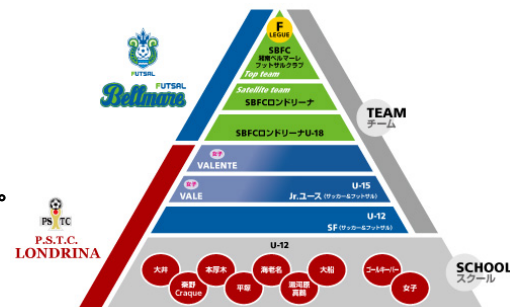 F
LEGUE
SBFC
湘南ベルマーレ
フットサルクラブ
Top team
FUTSAL
FUTSAL
Bellmare
Satellite team
SBFCロンドリーナ
TEAM
チーム
SBFCロンドリーナU-18
女子
VALENTE
女子
VALE
U-15
Jr.ユース (サッカー&フットサル)
U-12
SF (サッカー&フットサル)
。
PSTC
P.S.T.C.
LONDRINA
U-12
大井
秦野
Craque
本厚木
平塚
海老名
湯河原
真鶴
大船
ゴールキーパー
女子
SCHOOL
スクール